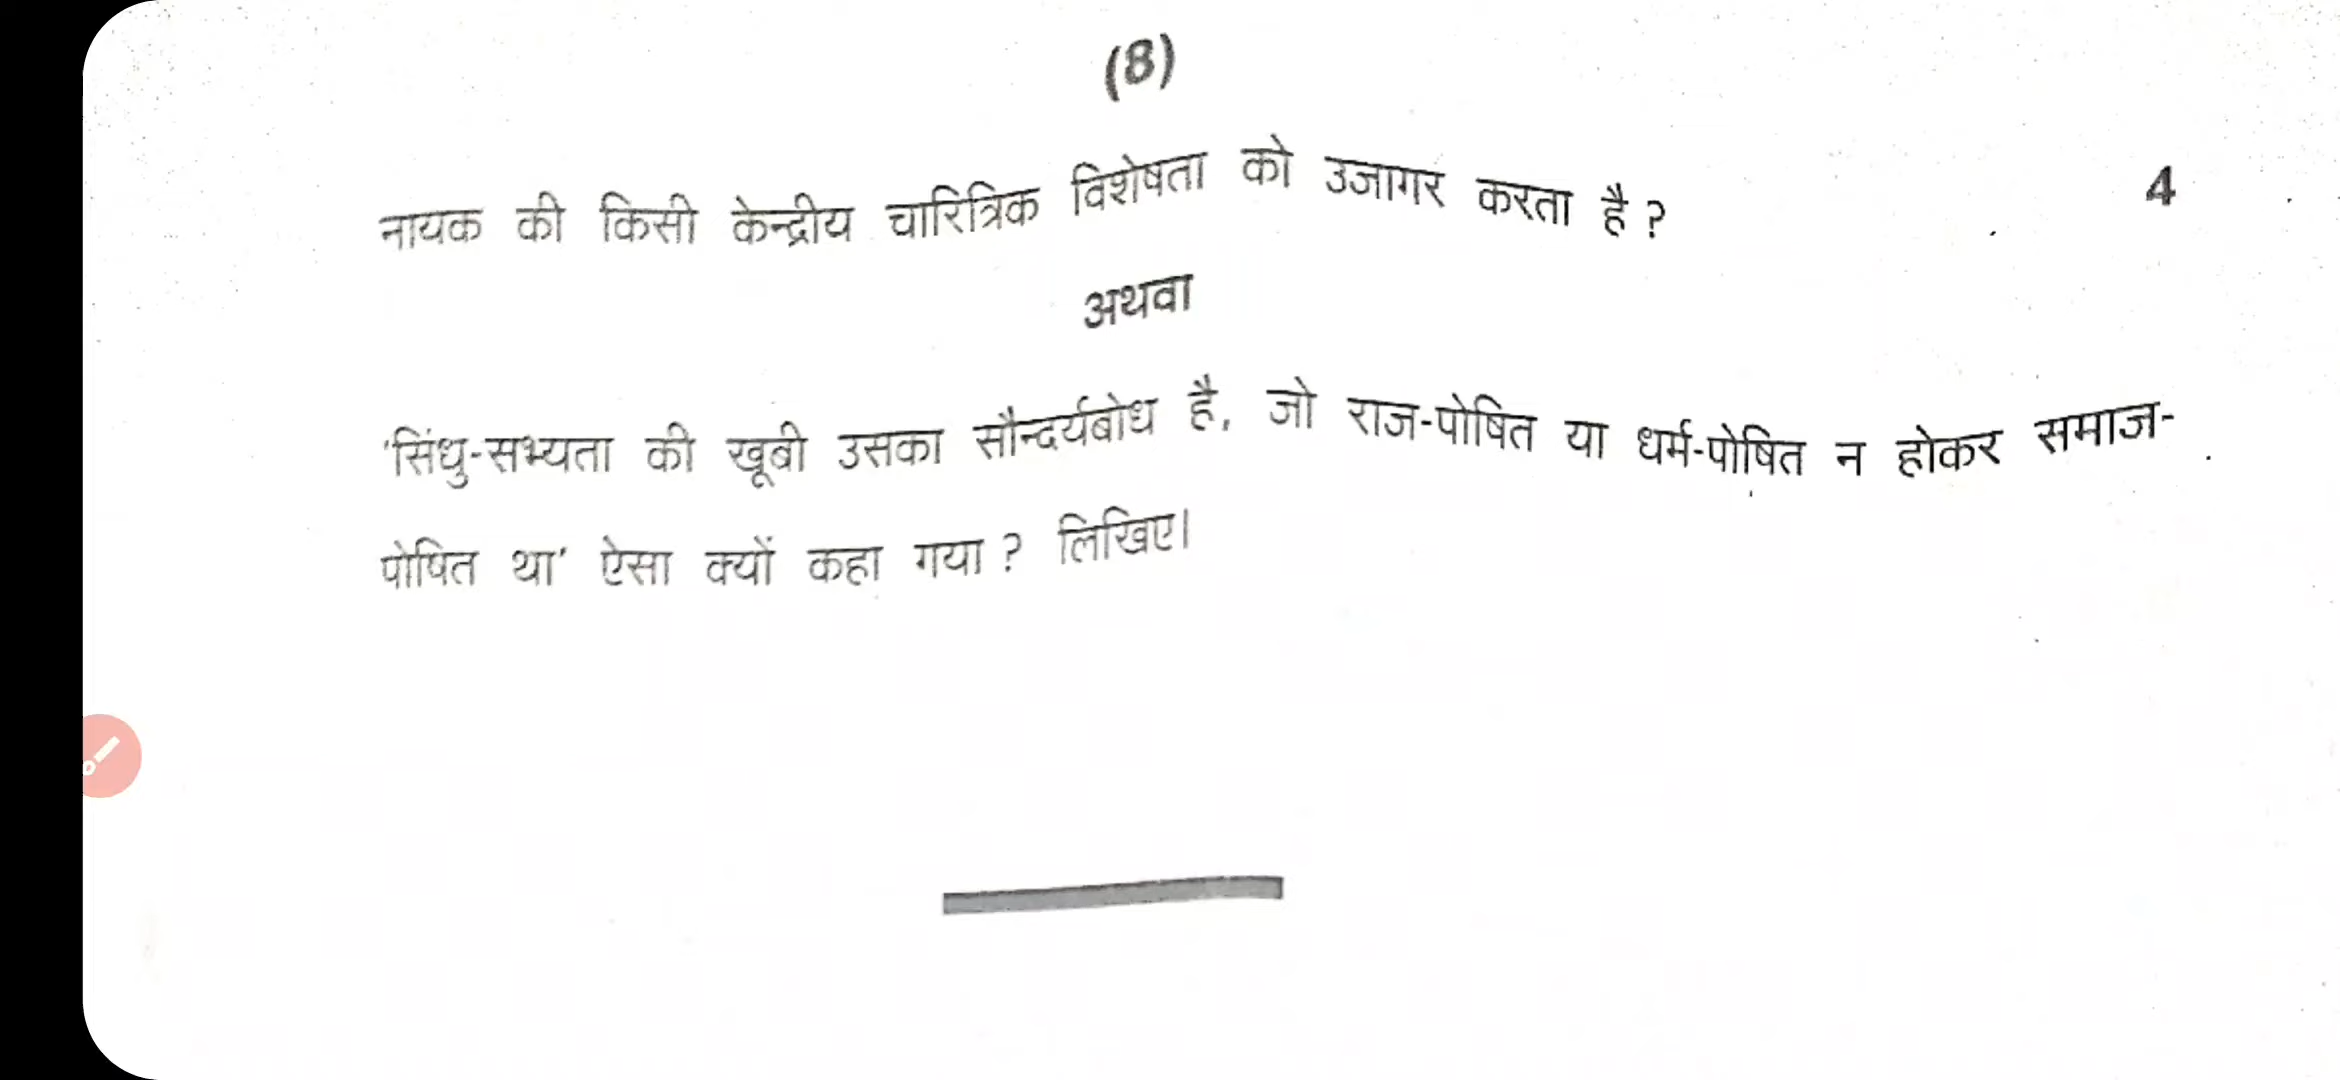 (8)
नायक की किसी केन्द्रीय चारित्रिक विशेषता को उजागर करता है ? 4
अथवा
'सिंधु-सभ्यता की खूबी उसका सौन्दर्यबोध है, जो राज-पोषित या धर्म-पोषित न होकर समाज-
पोषित था' ऐसा क्यों कहा गया ? लिखिए।